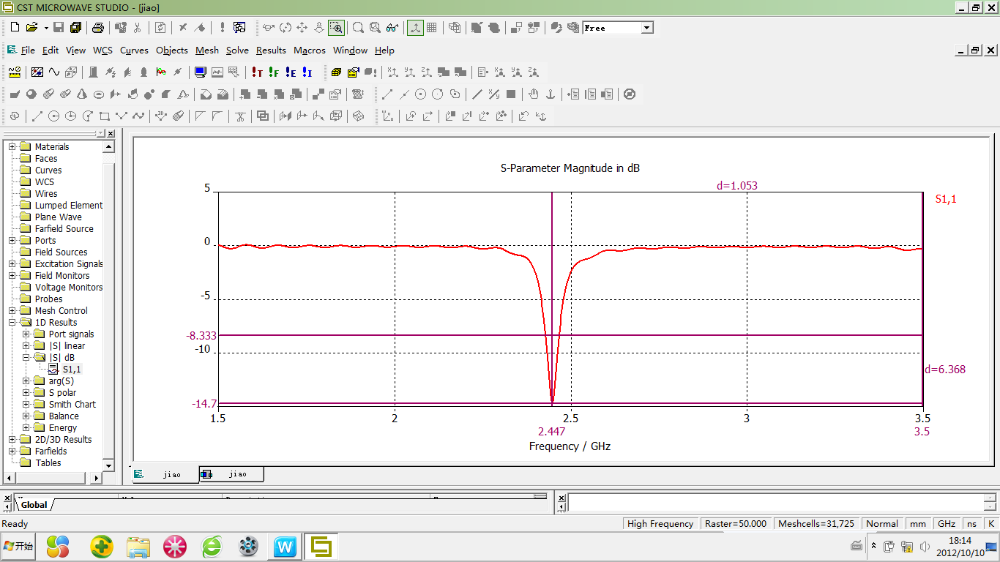 CST MICROWAVE STUDIO - [jiao]
Free
File Edit View WCS Curves Objects Mesh Solve Results Macros Window Help
!T !F !E !I
Materials
Faces
Curves
WCS
Wires
Lumped Element
Plane Wave
Farfield Source
Ports
Field Sources
Excitation Signals
Field Monitors
Voltage Monitors
Probes
Mesh Control
1D Results
Port signals
|S| linear
|S| dB
S1,1
arg(S)
S polar
Smith Chart
Balance
Energy
2D/3D Results
Farfields
Tables
S-Parameter Magnitude in dB
d=1.053
S1,1
5
0
-5
-8.333
-10
d=6.368
-14.7
1.5 2 2.5 3 3.5
2.447 3.5
Frequency / GHz
jiao jiao
Global
Ready High Frequency Raster=50.000 Meshcells=31,725 Normal mm GHz ns K
开始 W 18:14
2012/10/10